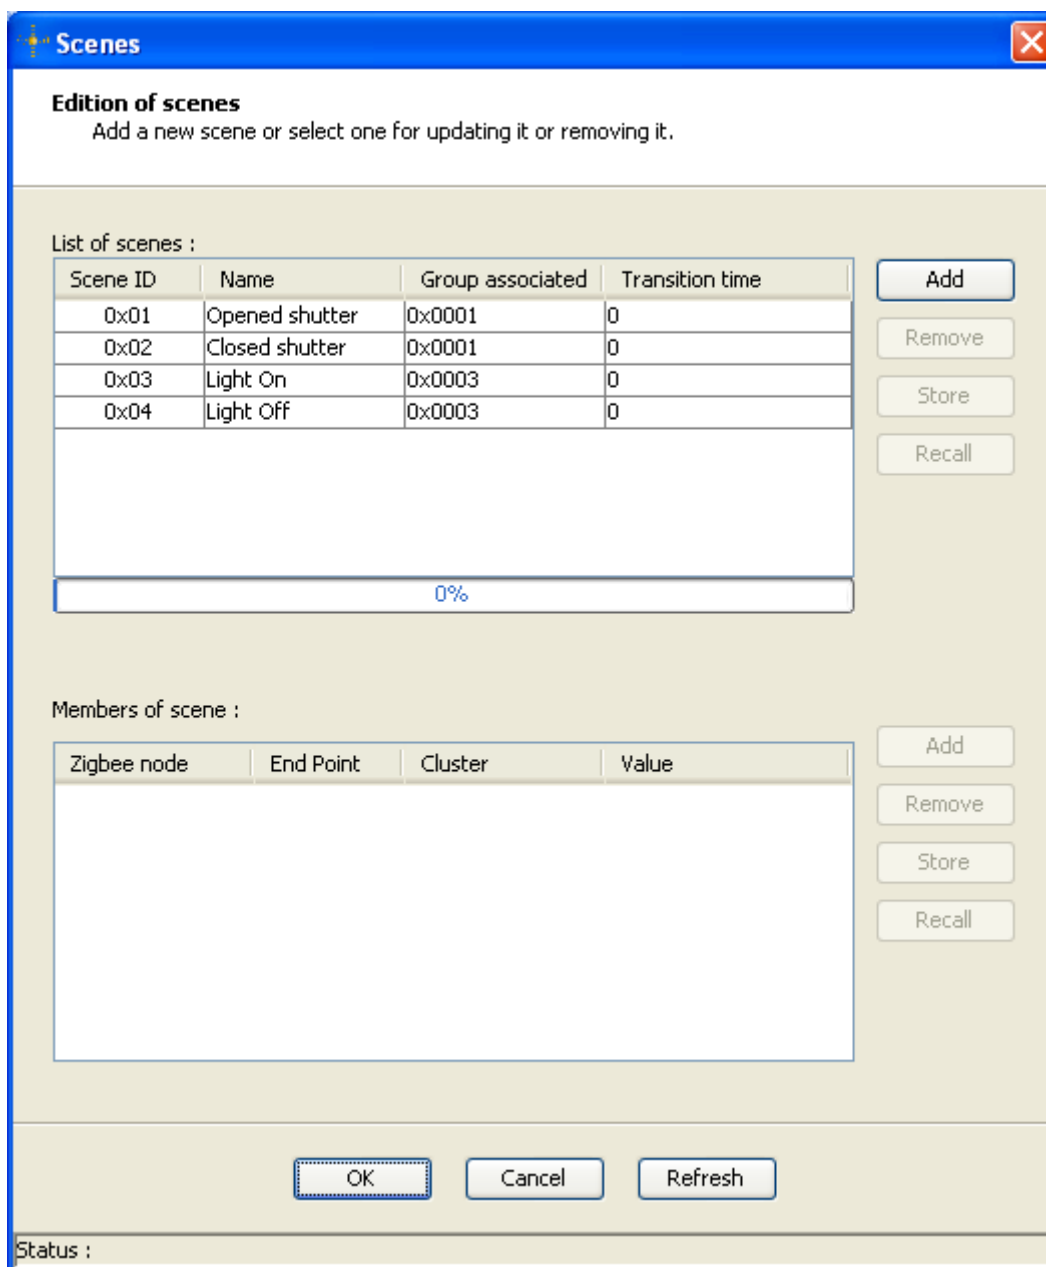 Scenes
Edition of scenes
Add a new scene or select one for updating it or removing it.
List of scenes :
Scene ID Name Group associated Transition time
0x01 Opened shutter 0x0001 0
0x02 Closed shutter 0x0001 0
0x03 Light On 0x0003 0
0x04 Light Off 0x0003 0
Add
Remove
Store
Recall
0%
Members of scene :
Zigbee node End Point Cluster Value
Add
Remove
Store
Recall
OK Cancel Refresh
Status :